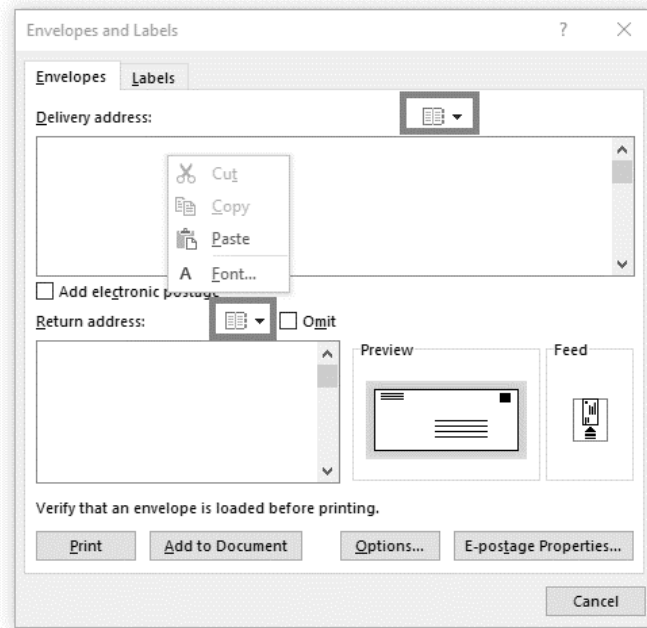 Envelopes and Labels
Envelopes Labels
Delivery address:
Cut
Copy
Paste
A Font...
Add electronic postage
Return address: Omit
Preview Feed
Verify that an envelope is loaded before printing.
Print Add to Document Options... E-postage Properties...
Cancel